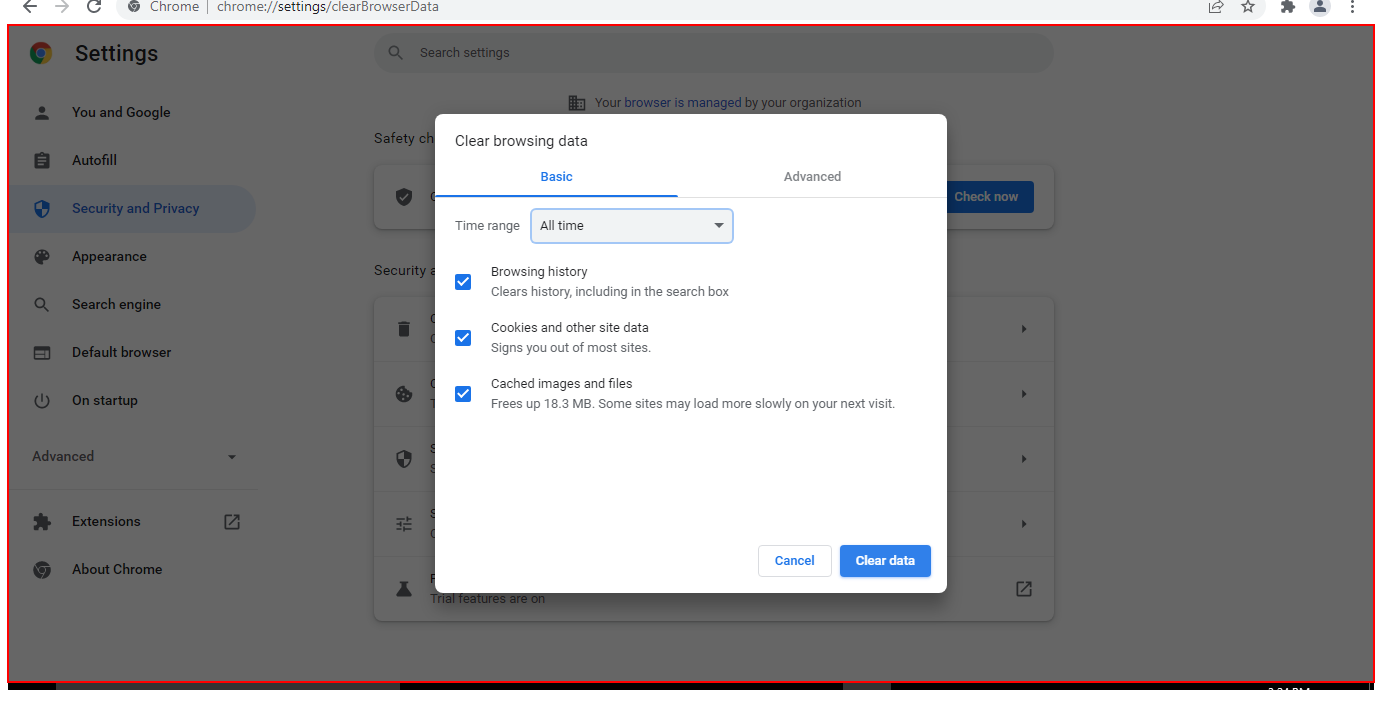 Chrome | chrome://settings/clearBrowserData
Settings
Search settings
You and Google
Autofill
Security and Privacy
Appearance
Search engine
Default browser
On startup
Advanced
Extensions
About Chrome
Your browser is managed by your organization
Safety ch
Check now
Security a
Trial features are on
Clear browsing data
Basic
Advanced
Time range
All time
Browsing history
Clears history, including in the search box
Cookies and other site data
Signs you out of most sites.
Cached images and files
Frees up 18.3 MB. Some sites may load more slowly on your next visit.
Cancel
Clear data